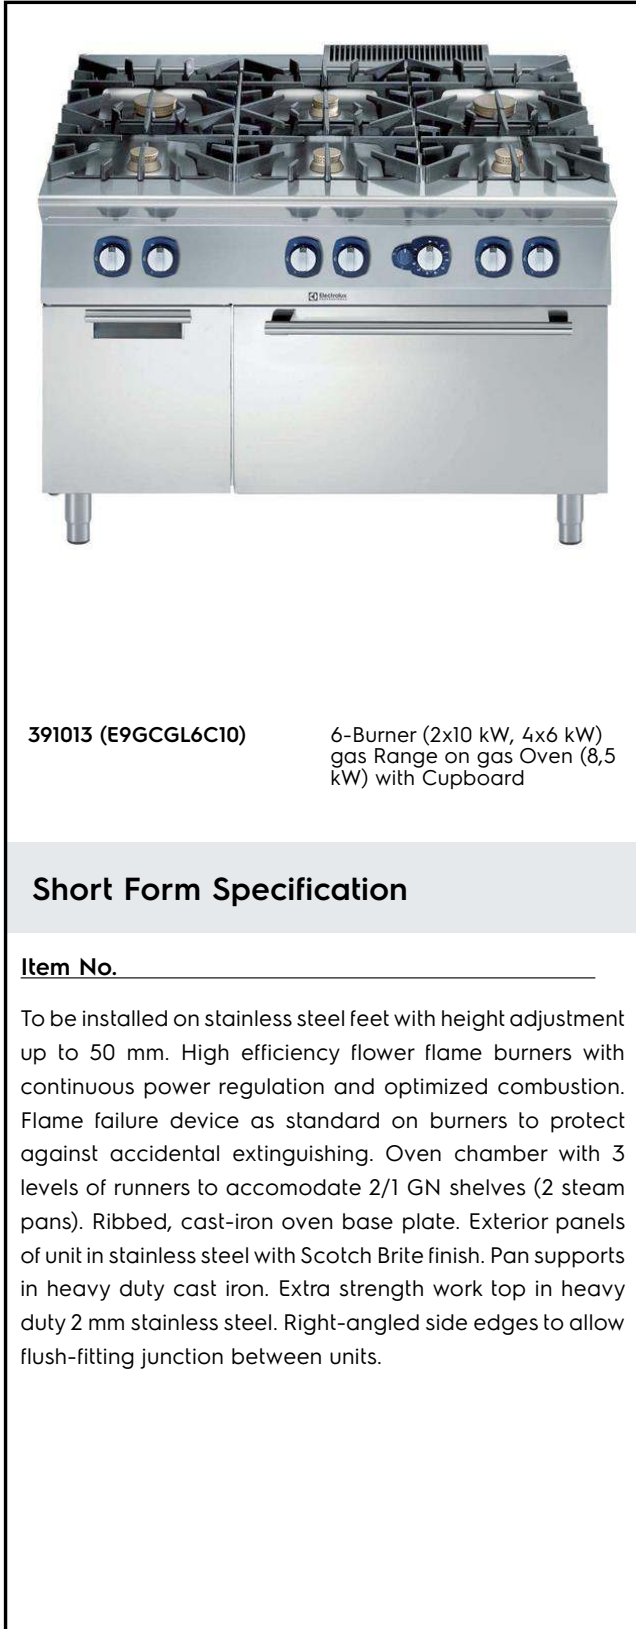 Electrolux
PROFESSIONAL
391013 (E9GCGL6C10)
6-Burner (2x10 kW, 4x6 kW)
gas Range on gas Oven (8,5
kW) with Cupboard
Short Form Specification
Item No.
To be installed on stainless steel feet with height adjustment
up to 50 mm. High efficiency flower flame burners with
continuous power regulation and optimized combustion.
Flame failure device as standard on burners to protect
against accidental extinguishing. Oven chamber with 3
levels of runners to accomodate 2/1 GN shelves (2 steam
pans). Ribbed, cast-iron oven base plate. Exterior panels
of unit in stainless steel with Scotch Brite finish. Pan supports
in heavy duty cast iron. Extra strength work top in heavy
duty 2 mm stainless steel. Right-angled side edges to allow
flush-fitting junction between units.